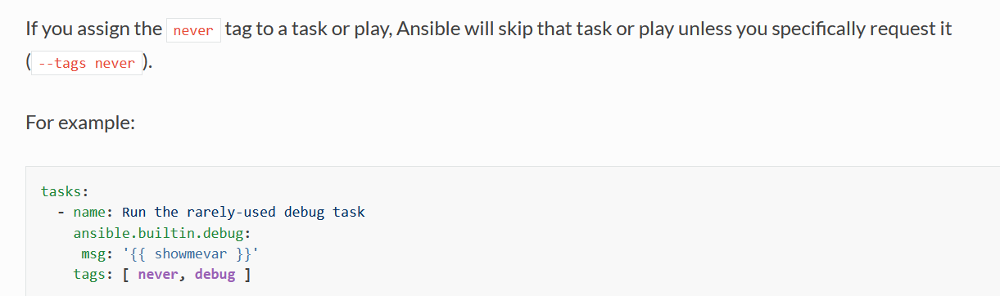 If you assign the never tag to a task or play, Ansible will skip that task or play unless you specifically request it
(--tags never).
For example:
tasks:
  - name: Run the rarely-used debug task
    ansible.builtin.debug:
     msg: '{{ showmevar }}'
    tags: [ never, debug ]